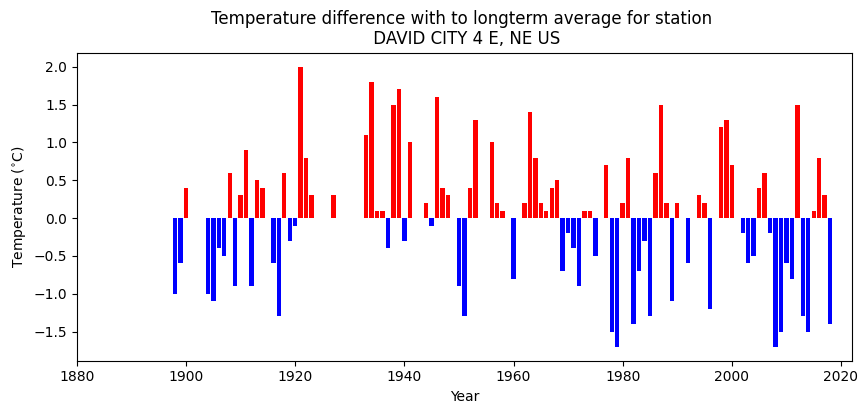 Temperature difference with to longterm average for station
DAVID CITY 4 E, NE US
2.0
1.5
1.0
0.5
0.0
−0.5
−1.0
−1.5
Temperature (°C)
1880 1900 1920 1940 1960 1980 2000 2020
Year